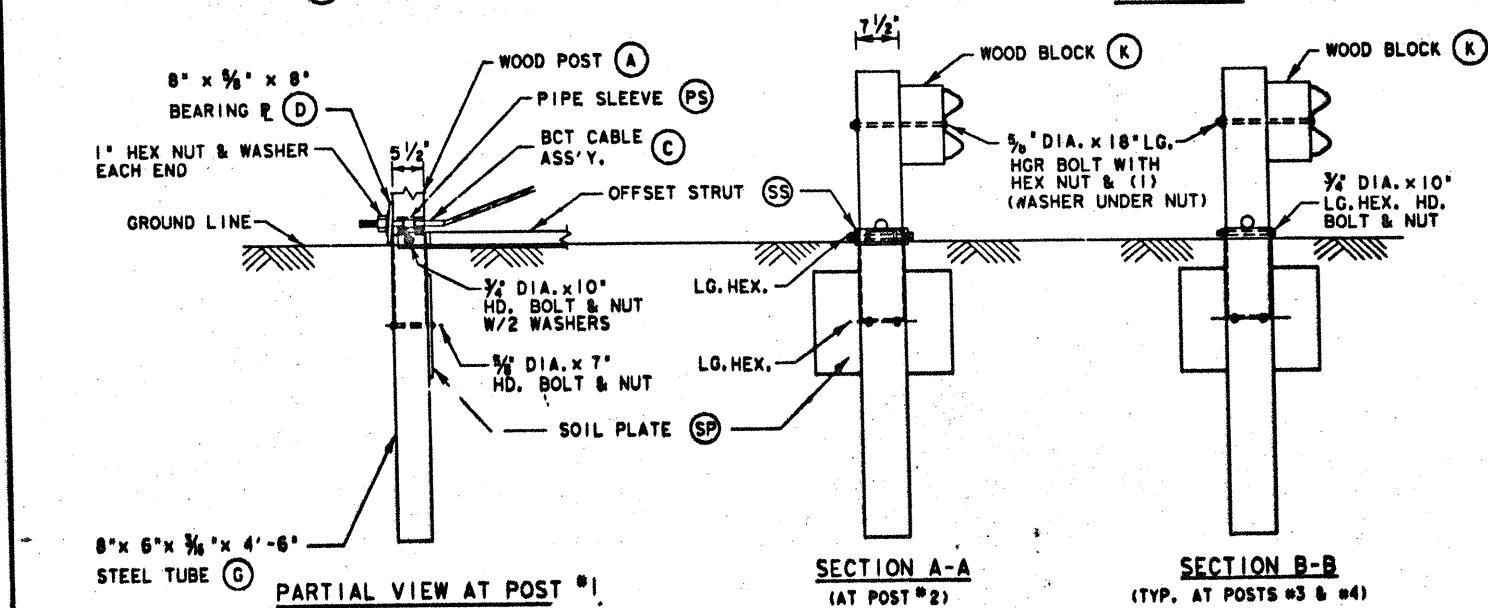 8" x 5/8" x 8"
BEARING ℄ (D)
1" HEX NUT & WASHER
EACH END
GROUND LINE
5 1/2"
WOOD POST (A)
PIPE SLEEVE (PS)
BCT CABLE
ASS'Y. (C)
OFFSET STRUT (SS)
3/4" DIA. x 10"
HD. BOLT & NUT
W/2 WASHERS
5/8" DIA. x 7"
HD. BOLT & NUT
SOIL PLATE (SP)
8" x 6" x 3/16" x 4'-6"
STEEL TUBE (G)
PARTIAL VIEW AT POST #1
7 1/2"
WOOD BLOCK (K)
5/8" DIA. x 18" LG.
HGR BOLT WITH
HEX NUT & (1)
(WASHER UNDER NUT)
LG. HEX.
LG. HEX.
SECTION A-A
(AT POST #2)
WOOD BLOCK (K)
3/4" DIA. x 10"
LG. HEX. HD.
BOLT & NUT
SECTION B-B
(TYP. AT POSTS #3 & #4)